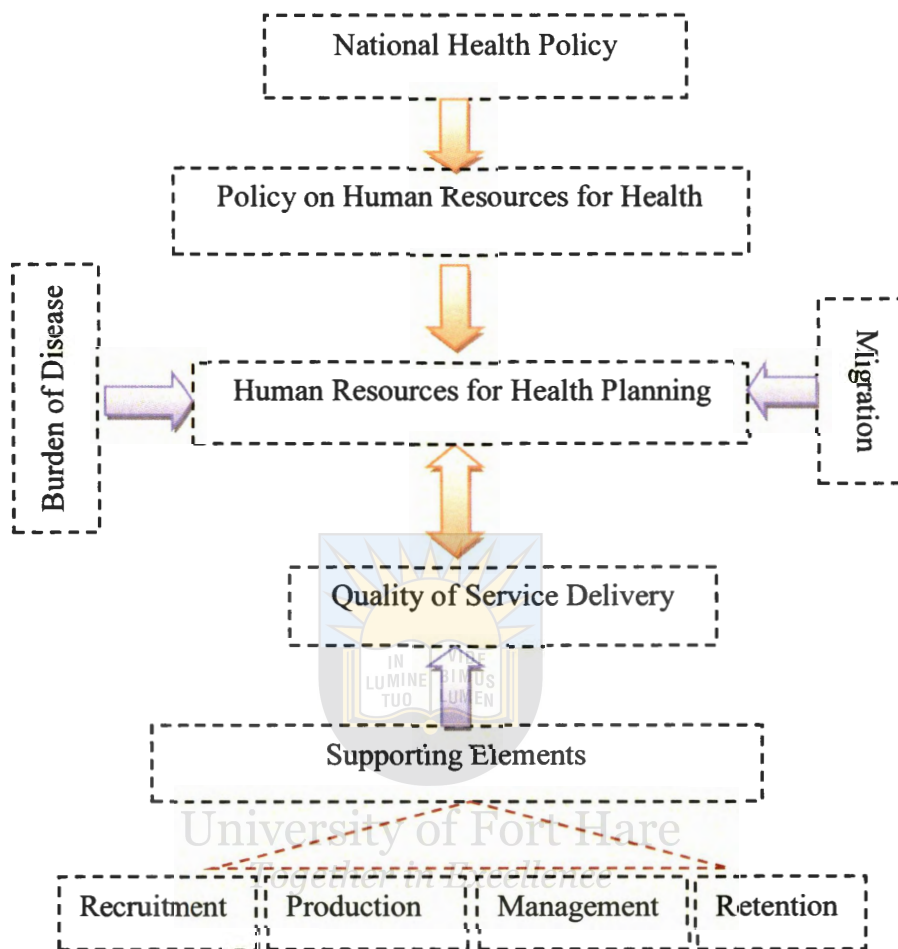 National Health Policy
Policy on Human Resources for Health
Burden of Disease
Human Resources for Health Planning
Migration
Quality of Service Delivery
IN
LUMINE
TUO
VIDE
BIMUS
LUMEN
Supporting Elements
University of Fort Hare
Together in Excellence
Recruitment
Production
Management
Retention